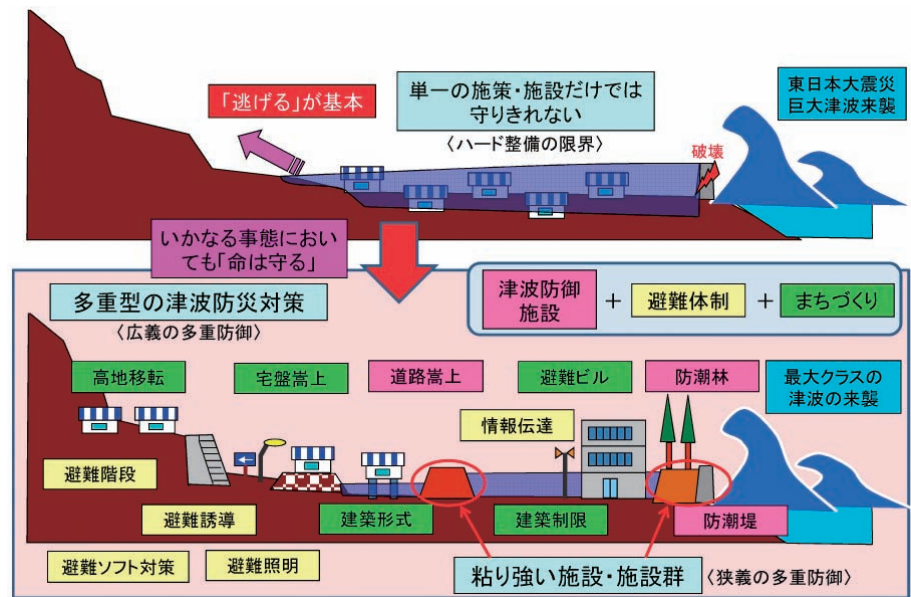 「逃げる」が基本
単一の施策・施設だけでは
守りきれない
〈ハード整備の限界〉
破壊
東日本大震災
巨大津波来襲
いかなる事態におい
ても「命は守る」
多重型の津波防災対策
〈広義の多重防御〉
津波防御
施設
+
避難体制
+
まちづくり
高地移転
宅盤嵩上
道路嵩上
避難ビル
防潮林
最大クラスの
津波の来襲
情報伝達
避難階段
避難誘導
建築形式
建築制限
防潮堤
避難ソフト対策
避難照明
粘り強い施設・施設群
〈狭義の多重防御〉